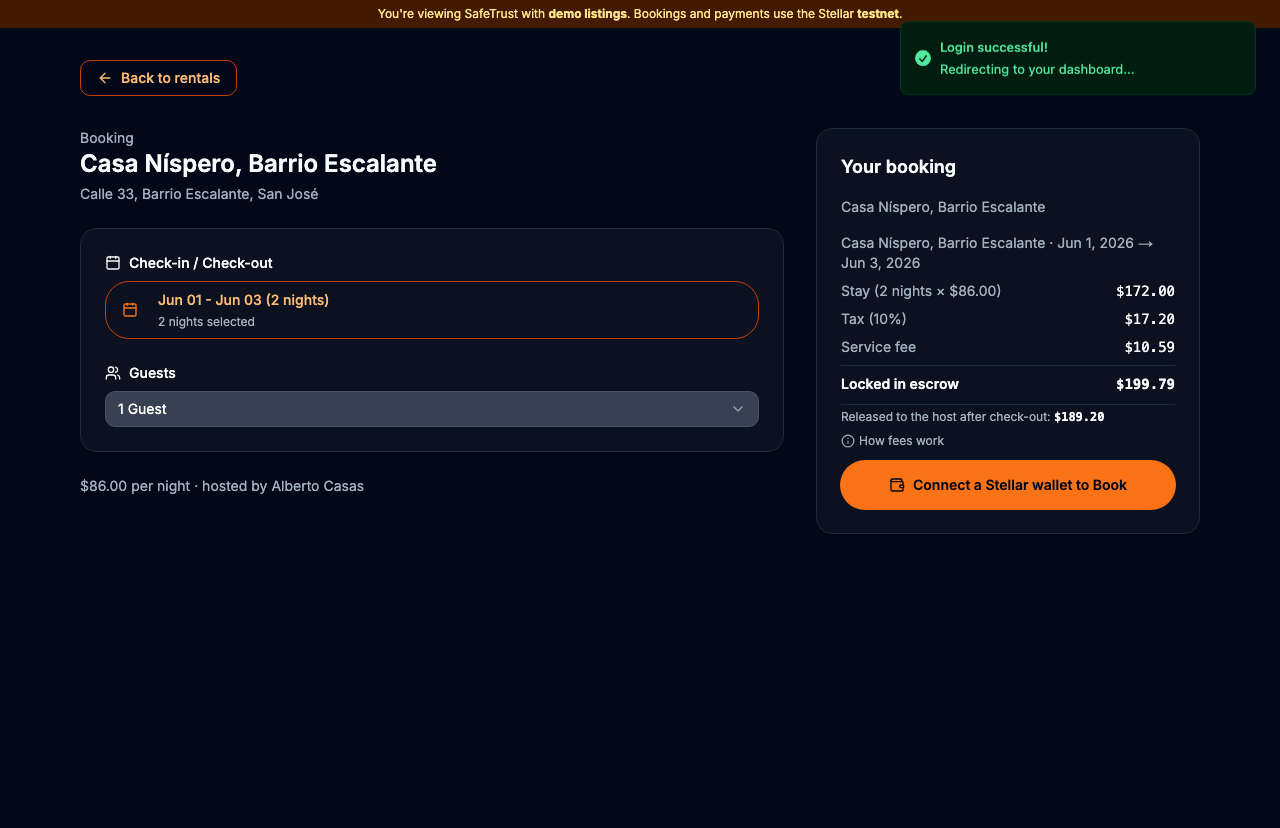 You're viewing SafeTrust with demo listings. Bookings and payments use the Stellar testnet.
Login successful!
Redirecting to your dashboard...
Back to rentals
Booking
Casa Níspero, Barrio Escalante
Calle 33, Barrio Escalante, San José
Check-in / Check-out
Jun 01 - Jun 03 (2 nights)
2 nights selected
Guests
1 Guest
$86.00 per night · hosted by Alberto Casas
Your booking
Casa Níspero, Barrio Escalante
Casa Níspero, Barrio Escalante · Jun 1, 2026 →
Jun 3, 2026
Stay (2 nights × $86.00) $172.00
Tax (10%) $17.20
Service fee $10.59
Locked in escrow $199.79
Released to the host after check-out: $189.20
How fees work
Connect a Stellar wallet to Book